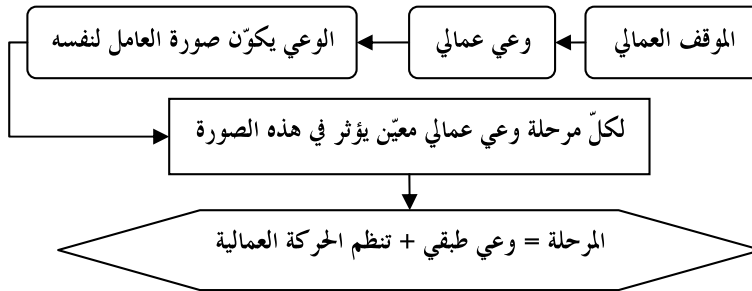 الموقف العمالي
وعي عمالي
الوعي يكوّن صورة العامل لنفسه
لكلّ مرحلة وعي عمالي معيّن يؤثر في هذه الصورة
المرحلة = وعي طبقي + تنظم الحركة العمالية